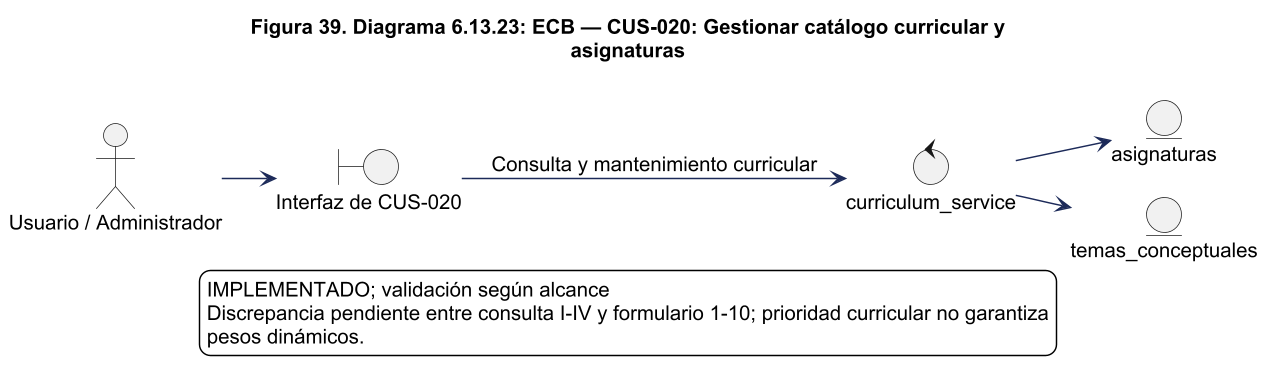 Figura 39. Diagrama 6.13.23: ECB — CUS-020: Gestionar catálogo curricular y
asignaturas
Usuario / Administrador
Interfaz de CUS-020
Consulta y mantenimiento curricular
curriculum_service
asignaturas
temas_conceptuales
IMPLEMENTADO; validación según alcance
Discrepancia pendiente entre consulta I-IV y formulario 1-10; prioridad curricular no garantiza
pesos dinámicos.